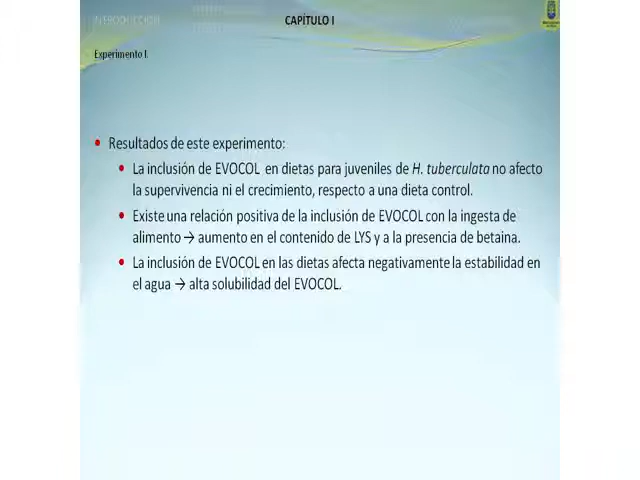 INTRODUCCIÓN
CAPÍTULO I
Experimento I.
• Resultados de este experimento:
• La inclusión de EVOCOL en dietas para juveniles de H. tuberculata no afecto
la supervivencia ni el crecimiento, respecto a una dieta control.
• Existe una relación positiva de la inclusión de EVOCOL con la ingesta de
alimento → aumento en el contenido de LYS y a la presencia de betaina.
• La inclusión de EVOCOL en las dietas afecta negativamente la estabilidad en
el agua → alta solubilidad del EVOCOL.